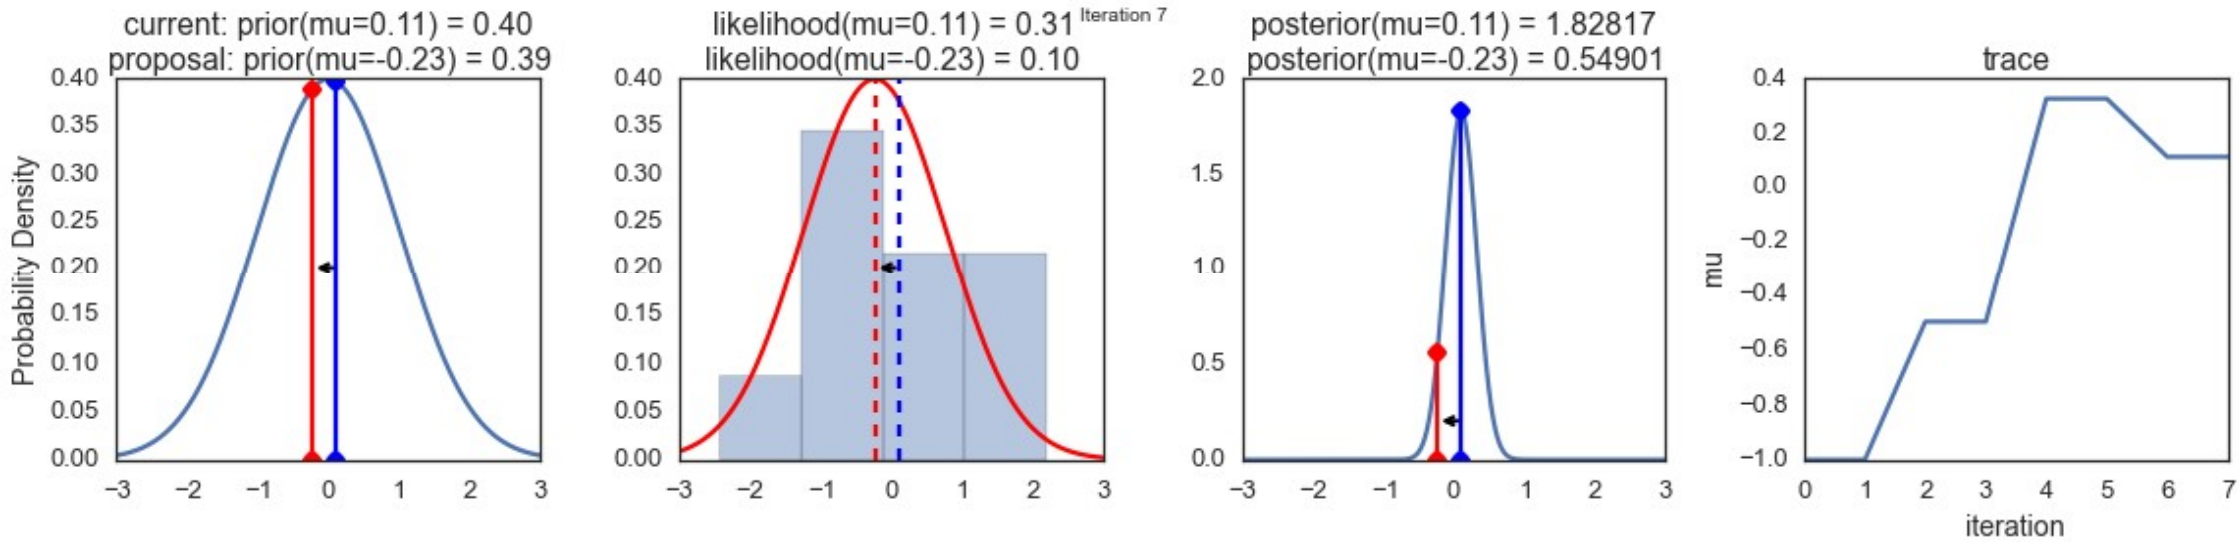 current: prior(mu=0.11) = 0.40
proposal: prior(mu=-0.23) = 0.39
Probability Density
0.40
0.35
0.30
0.25
0.20
0.15
0.10
0.05
0.00
−3 −2 −1 0 1 2 3
Iteration 7
likelihood(mu=0.11) = 0.31
likelihood(mu=-0.23) = 0.10
0.40
0.35
0.30
0.25
0.20
0.15
0.10
0.05
0.00
−3 −2 −1 0 1 2 3
posterior(mu=0.11) = 1.82817
posterior(mu=-0.23) = 0.54901
2.0
1.5
1.0
0.5
0.0
−3 −2 −1 0 1 2 3
trace
mu
0.4
0.2
0.0
−0.2
−0.4
−0.6
−0.8
−1.0
0 1 2 3 4 5 6 7
iteration